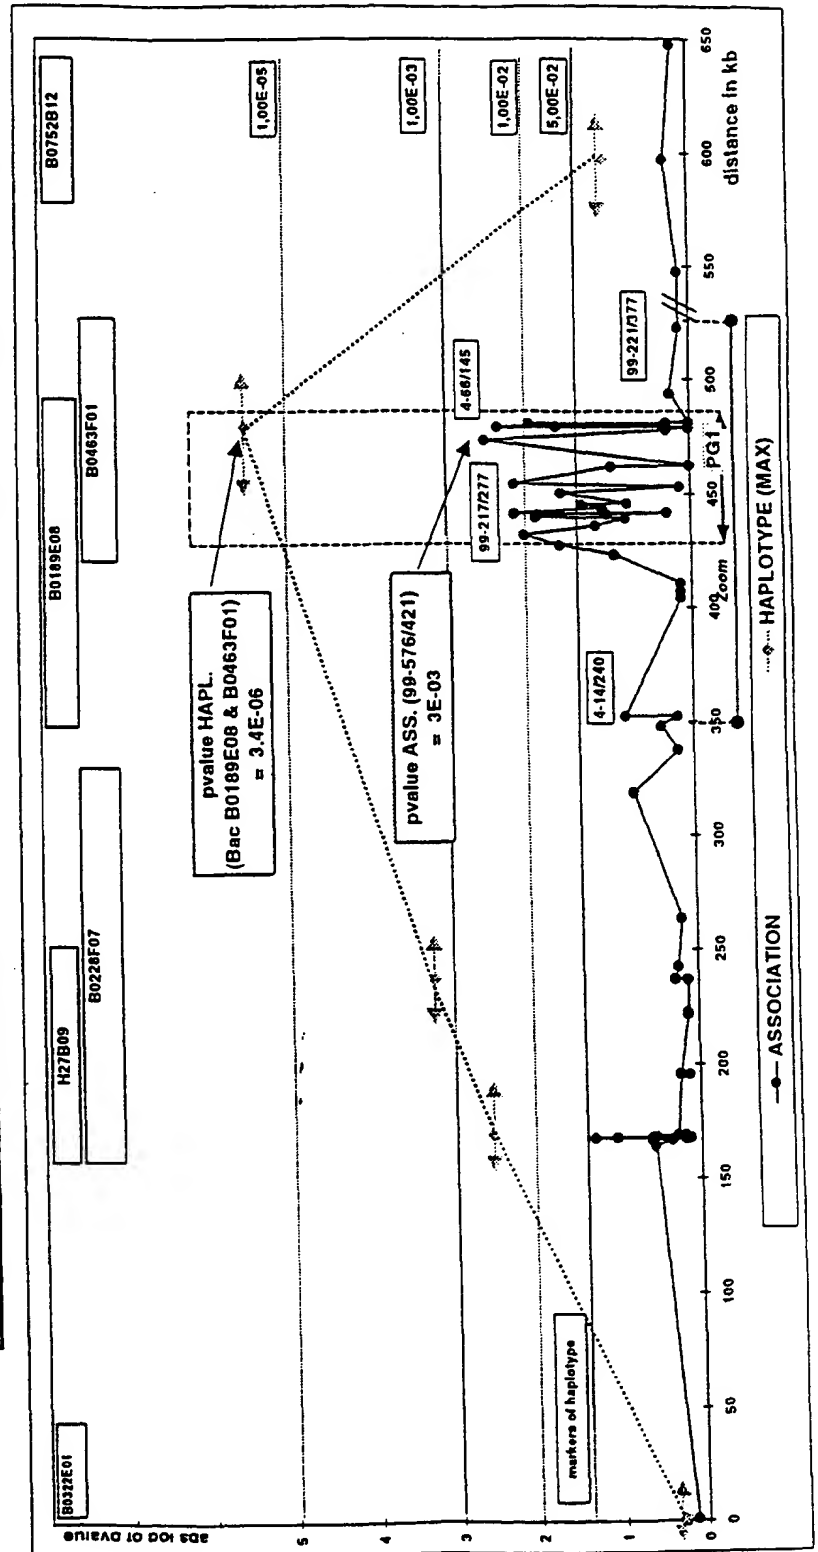 B0322E01
H27B09
B0228F07
B0189E08
B0463F01
B0752B12
abs log of pvalue
1,00E-05
1,00E-03
1,00E-02
5,00E-02
pvalue HAPL.
(Bac B0189E08 & B0463F01)
= 3.4E-06
pvalue ASS. (99-576/421)
= 3E-03
markers of haplotype
4-14/240
99-217/277
4-66/145
99-221/377
PG1
Zoom
5
4
3
2
1
0
0
50
100
150
200
250
300
350
400
450
500
550
600
650
distance in kb
ASSOCIATION
HAPLOTYPE (MAX)